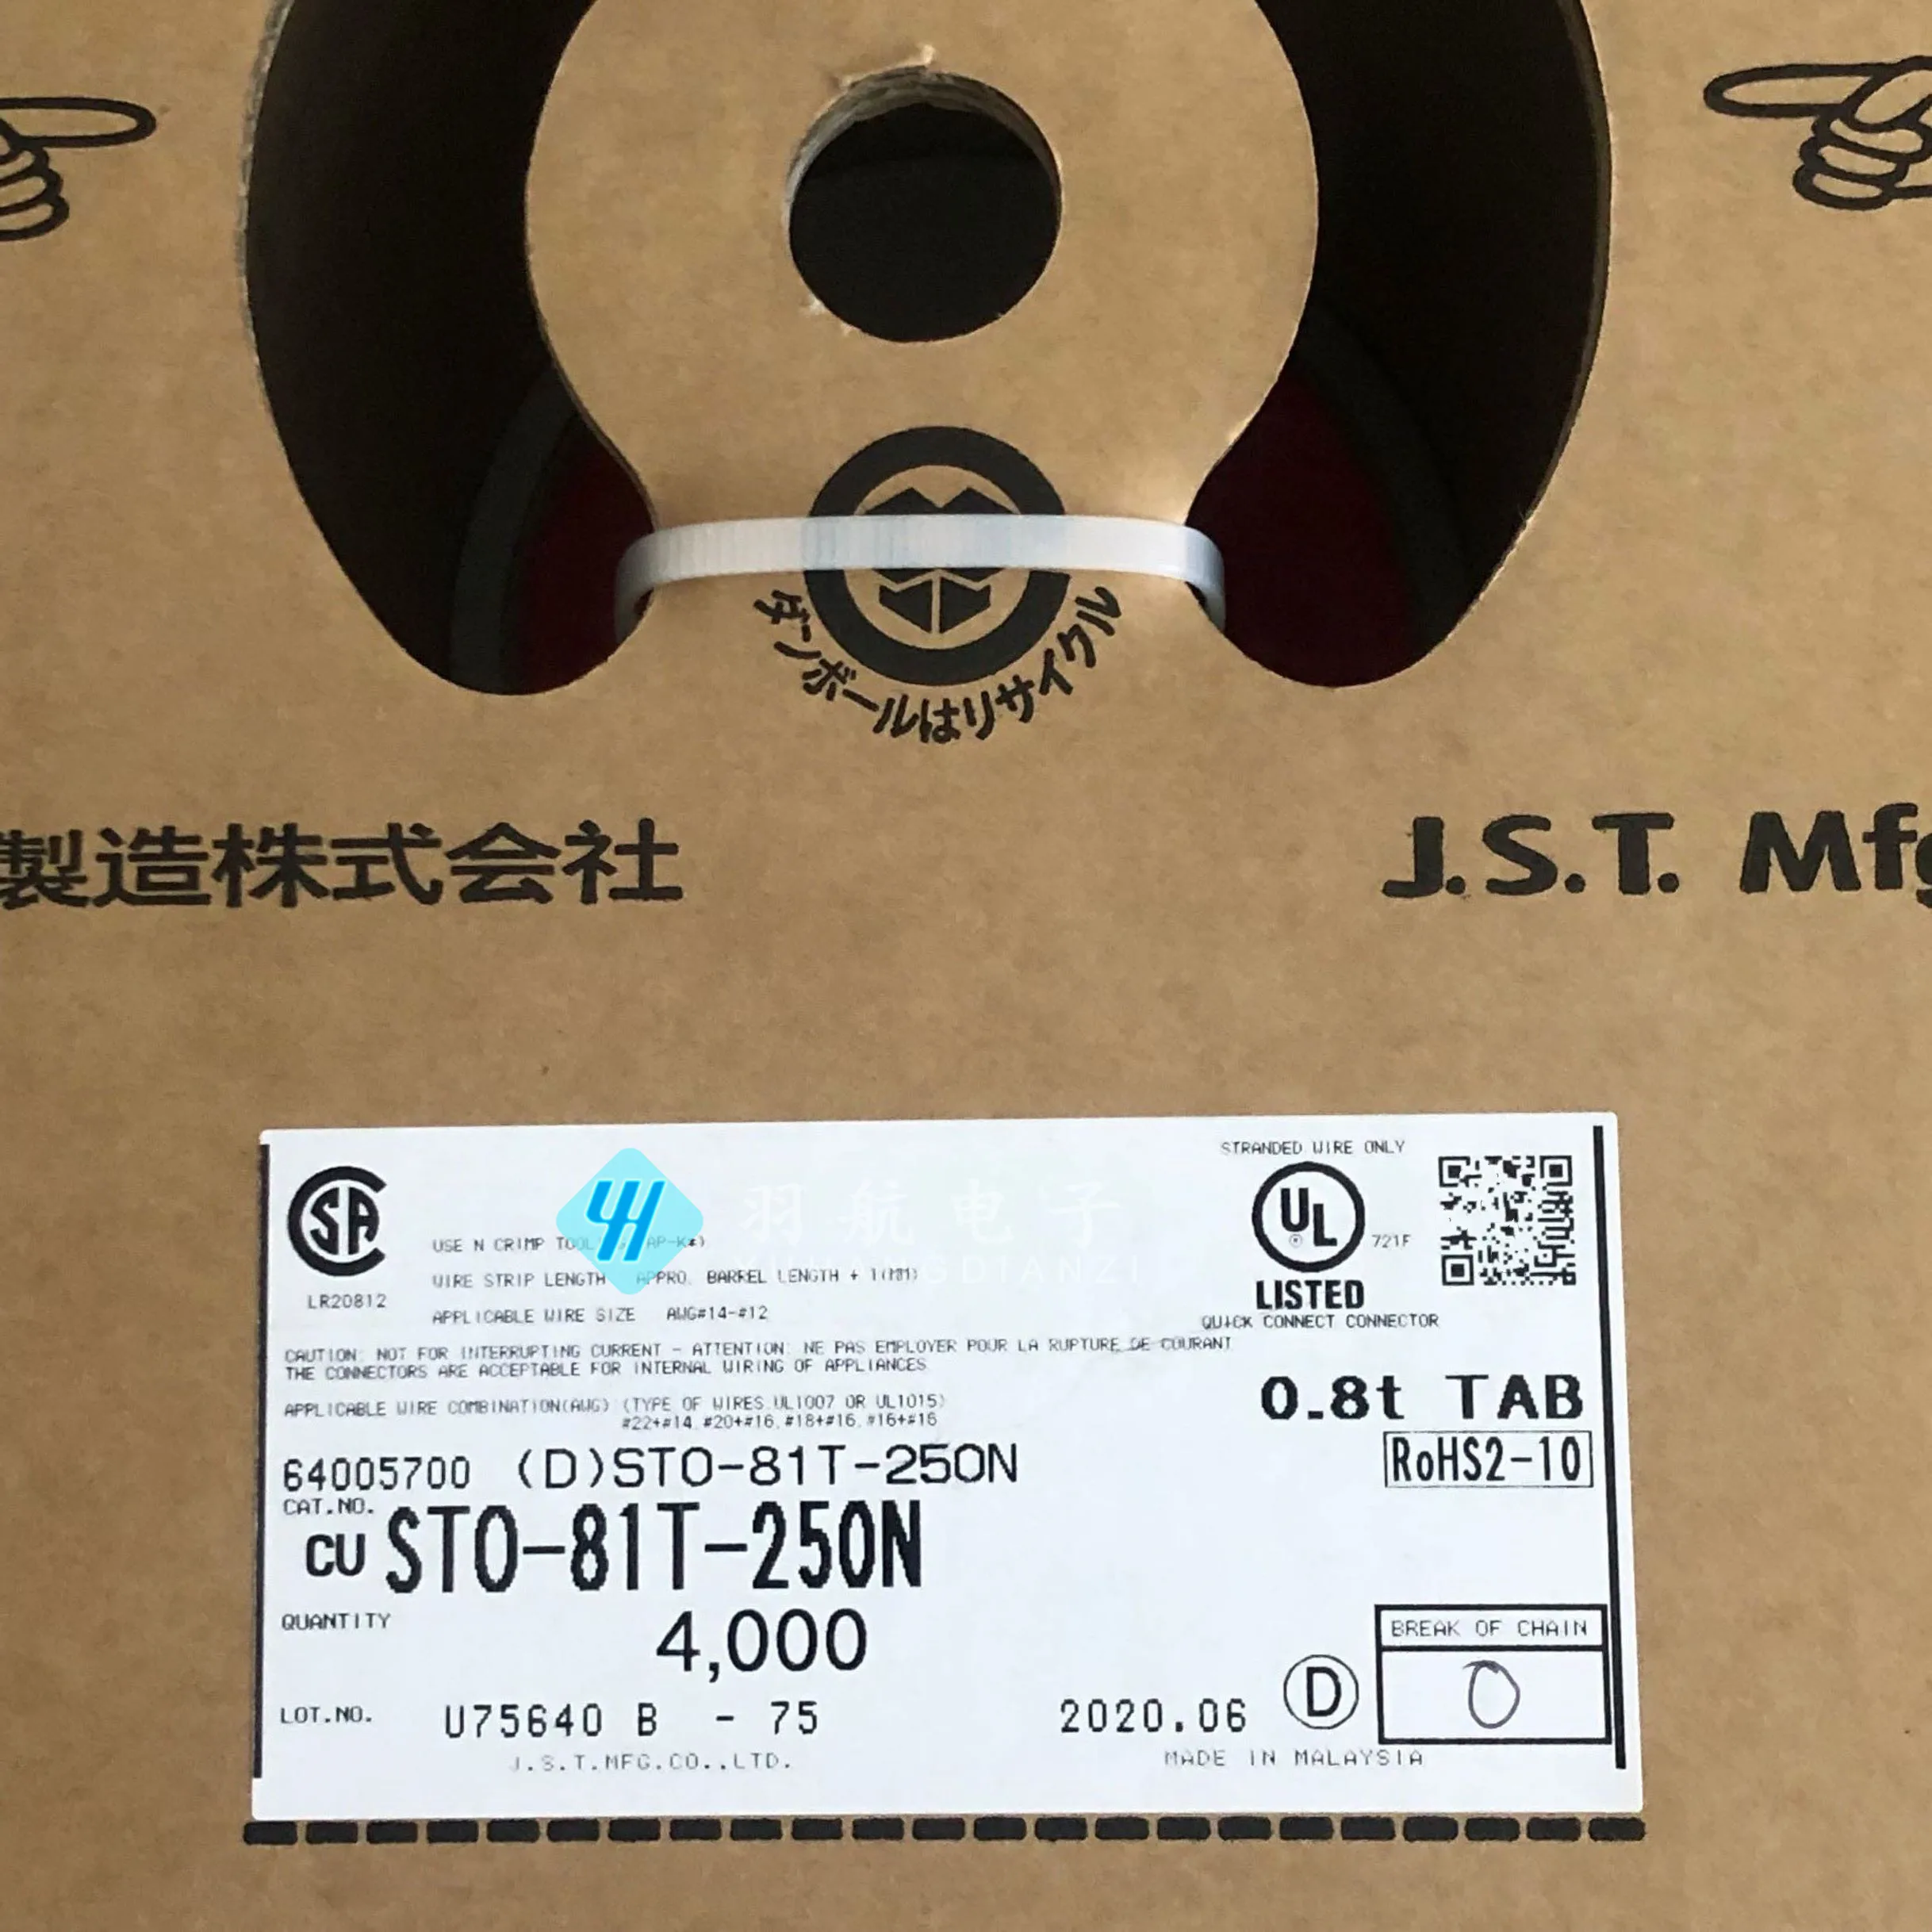 ダンボールはリサイクル
製造株式会社
J.S.T. Mfg
STRANDED WIRE ONLY
SA
LR20812
羽航电子
DIANZI
USE N CRIMP
WIRE STRIP LENGTH APPRO. BARREL LENGTH + 1(MM)
APPLICABLE WIRE SIZE AWG#14-#12
UL
721F
LISTED
QUICK CONNECT CONNECTOR
CAUTION: NOT FOR INTERRUPTING CURRENT - ATTENTION: NE PAS EMPLOYER POUR LA RUPTURE DE COURANT
THE CONNECTORS ARE ACCEPTABLE FOR INTERNAL WIRING OF APPLIANCES
APPLICABLE WIRE COMBINATION(AWG) (TYPE OF WIRES.UL1007 OR UL1015)
#22+#14, #20+#16, #18+#16, #16+#16
0.8t TAB
RoHS2-10
64005700 (D)STO-81T-250N
CAT.NO.
CU STO-81T-250N
QUANTITY
4,000
BREAK OF CHAIN
0
LOT.NO. U75640 B - 75
2020.06 D
J.S.T.MFG.CO.,LTD.
MADE IN MALAYSIA